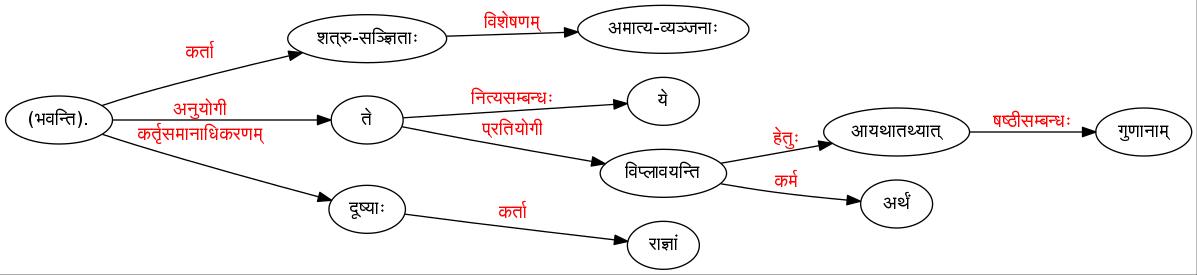 कर्ता
शत्रु-सञ्ज्ञिताः
विशेषणम्
अमात्य-व्यञ्जनाः
(भवन्ति).
अनुयोगी
ते
नित्यसम्बन्धः
ये
प्रतियोगी
विप्लावयन्ति
हेतुः
आयथातथ्यात्
षष्ठीसम्बन्धः
गुणानाम्
कर्म
अर्थं
कर्तृसमानाधिकरणम्
दूष्याः
कर्ता
राज्ञां